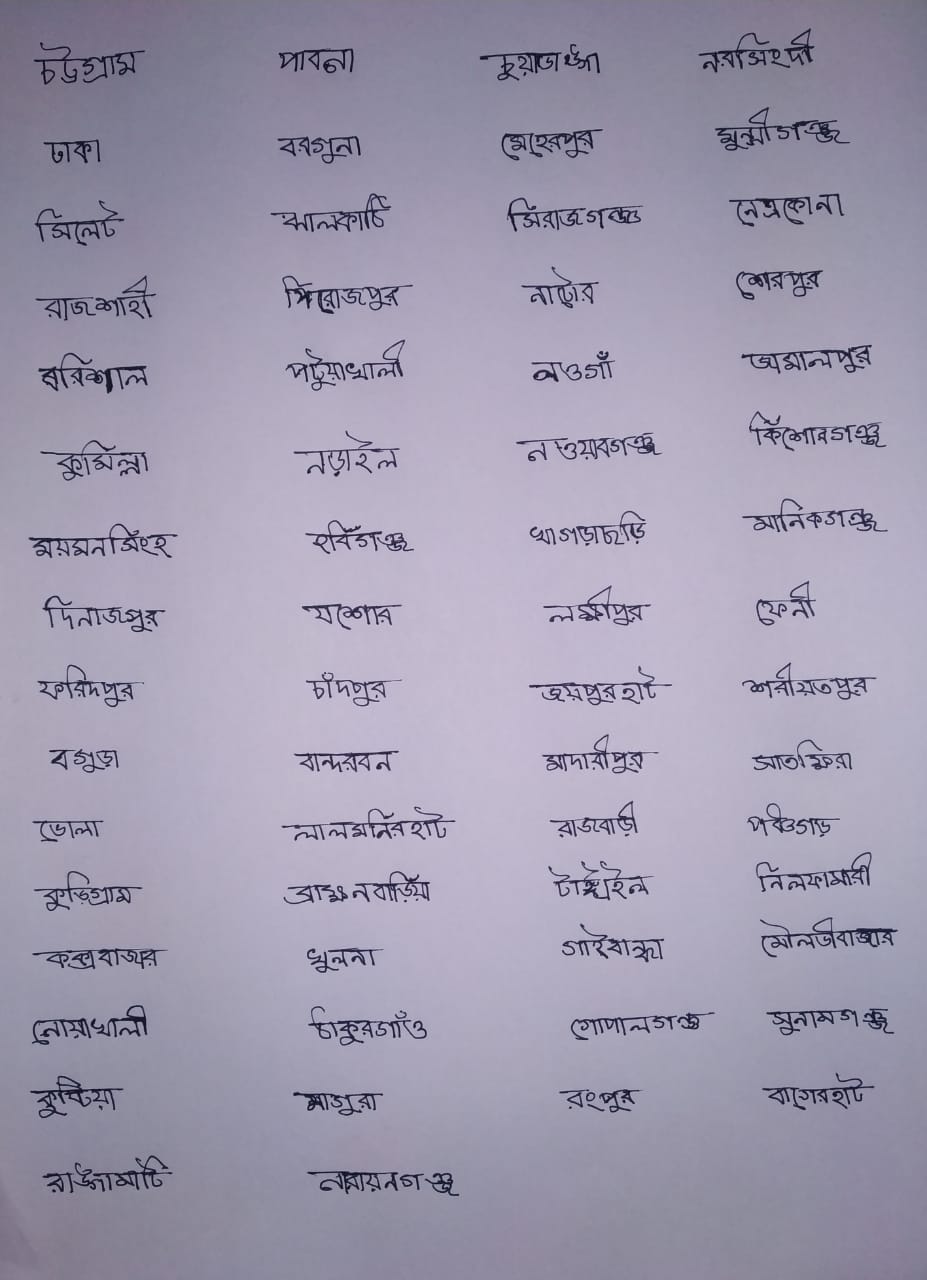 চট্টগ্রাম পাবনা চুয়াডাঙ্গা নরসিংদী
ঢাকা বরগুনা মেহেরপুর মুন্সীগঞ্জ
সিলেট ঝালকাঠি সিরাজগঞ্জ নেত্রকোনা
রাজশাহী পিরোজপুর নাটোর শেরপুর
বরিশাল পটুয়াখালী নওগাঁ জামালপুর
কুমিল্লা নড়াইল নওয়াবগঞ্জ কিশোরগঞ্জ
ময়মনসিংহ হবিগঞ্জ খাগড়াছড়ি মানিকগঞ্জ
দিনাজপুর যশোর লক্ষীপুর ফেনী
ফরিদপুর চাঁদপুর জয়পুরহাট শরীয়তপুর
বগুড়া বান্দরবন মাদারীপুর সাতক্ষিরা
ভোলা লালমনিরহাট রাজবাড়ী পঞ্চগড়
কুড়িগ্রাম ব্রাহ্মনবাড়িয়া টাঙ্গাইল নিলফামারী
কক্সবাজার খুলনা গাইবান্ধা মৌলভীবাজার
নোয়াখালী ঠাকুরগাঁও গোপালগঞ্জ সুনামগঞ্জ
কুষ্টিয়া মাগুরা রংপুর বাগেরহাট
রাঙ্গামাটি নারায়নগঞ্জ